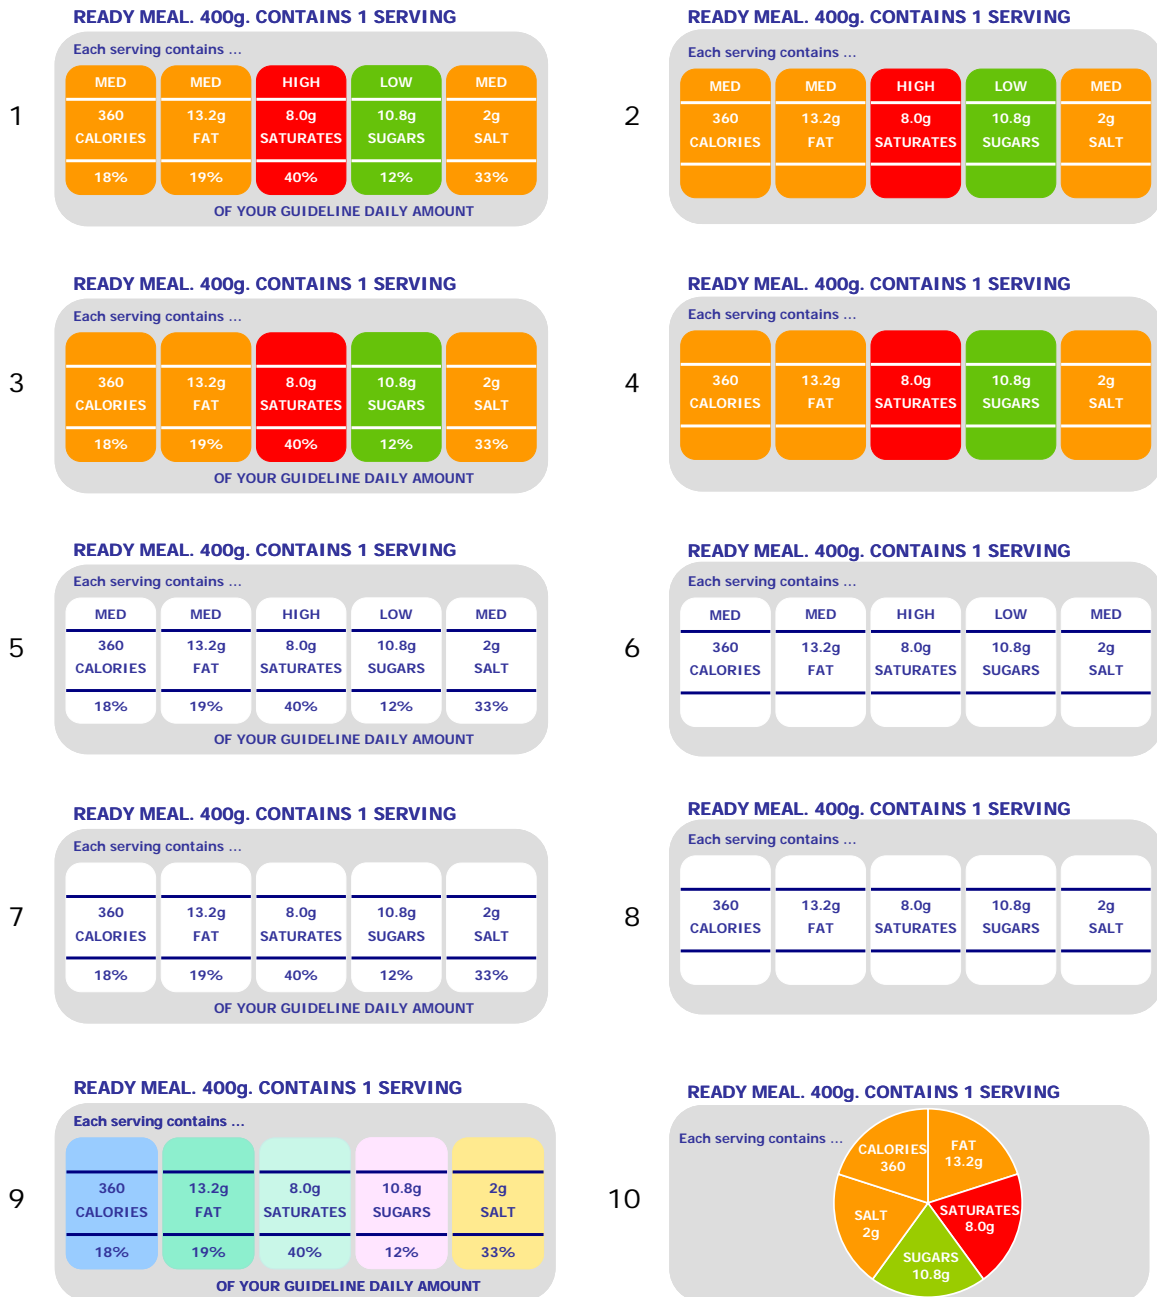 READY MEAL. 400g. CONTAINS 1 SERVING
Each serving contains ...
1
MED MED HIGH LOW MED
360 13.2g 8.0g 10.8g 2g
CALORIES FAT SATURATES SUGARS SALT
18% 19% 40% 12% 33%
OF YOUR GUIDELINE DAILY AMOUNT
READY MEAL. 400g. CONTAINS 1 SERVING
Each serving contains ...
2
MED MED HIGH LOW MED
360 13.2g 8.0g 10.8g 2g
CALORIES FAT SATURATES SUGARS SALT
READY MEAL. 400g. CONTAINS 1 SERVING
Each serving contains ...
3
360 13.2g 8.0g 10.8g 2g
CALORIES FAT SATURATES SUGARS SALT
18% 19% 40% 12% 33%
OF YOUR GUIDELINE DAILY AMOUNT
READY MEAL. 400g. CONTAINS 1 SERVING
Each serving contains ...
4
360 13.2g 8.0g 10.8g 2g
CALORIES FAT SATURATES SUGARS SALT
READY MEAL. 400g. CONTAINS 1 SERVING
Each serving contains ...
5
MED MED HIGH LOW MED
360 13.2g 8.0g 10.8g 2g
CALORIES FAT SATURATES SUGARS SALT
18% 19% 40% 12% 33%
OF YOUR GUIDELINE DAILY AMOUNT
READY MEAL. 400g. CONTAINS 1 SERVING
Each serving contains ...
6
MED MED HIGH LOW MED
360 13.2g 8.0g 10.8g 2g
CALORIES FAT SATURATES SUGARS SALT
READY MEAL. 400g. CONTAINS 1 SERVING
Each serving contains ...
7
360 13.2g 8.0g 10.8g 2g
CALORIES FAT SATURATES SUGARS SALT
18% 19% 40% 12% 33%
OF YOUR GUIDELINE DAILY AMOUNT
READY MEAL. 400g. CONTAINS 1 SERVING
Each serving contains ...
8
360 13.2g 8.0g 10.8g 2g
CALORIES FAT SATURATES SUGARS SALT
READY MEAL. 400g. CONTAINS 1 SERVING
Each serving contains ...
9
360 13.2g 8.0g 10.8g 2g
CALORIES FAT SATURATES SUGARS SALT
18% 19% 40% 12% 33%
OF YOUR GUIDELINE DAILY AMOUNT
READY MEAL. 400g. CONTAINS 1 SERVING
Each serving contains ...
10
CALORIES
360
FAT
13.2g
SATURATES
8.0g
SALT
2g
SUGARS
10.8g